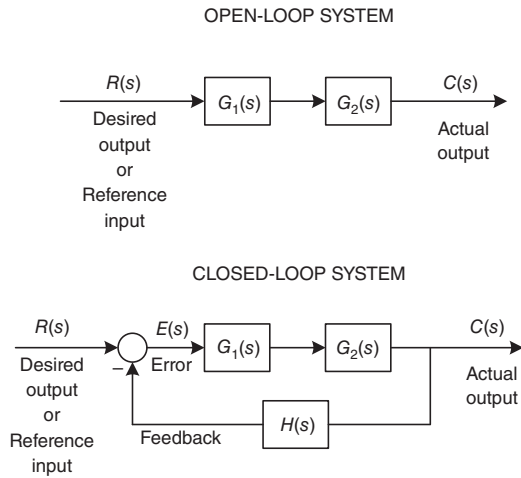 OPEN-LOOP SYSTEM
R(s)
G₁(s)
G₂(s)
C(s)
Desired
output
or
Reference
input
Actual
output
CLOSED-LOOP SYSTEM
R(s)
E(s)
G₁(s)
G₂(s)
C(s)
Desired
output
or
Reference
input
–
Error
Actual
output
Feedback
H(s)